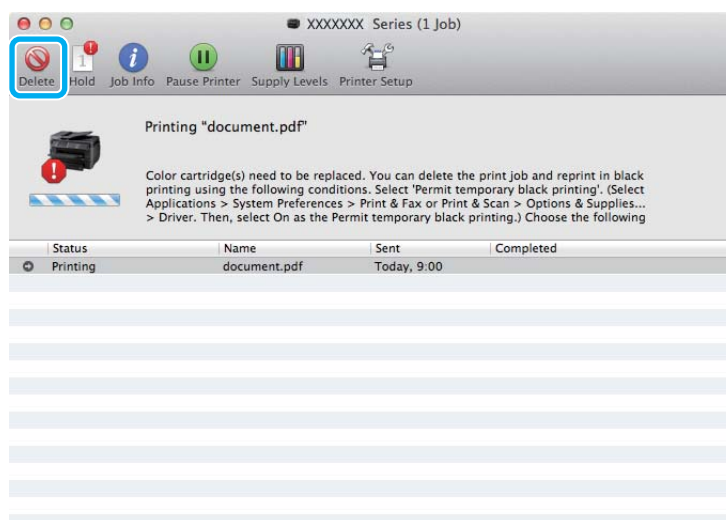 XXXXXXX Series (1 Job)
1
Delete Hold Job Info Pause Printer Supply Levels Printer Setup
Printing "document.pdf"
Color cartridge(s) need to be replaced. You can delete the print job and reprint in black
printing using the following conditions. Select 'Permit temporary black printing'. (Select
Applications > System Preferences > Print & Fax or Print & Scan > Options & Supplies...
> Driver. Then, select On as the Permit temporary black printing.) Choose the following
Status Name Sent Completed
Printing document.pdf Today, 9:00